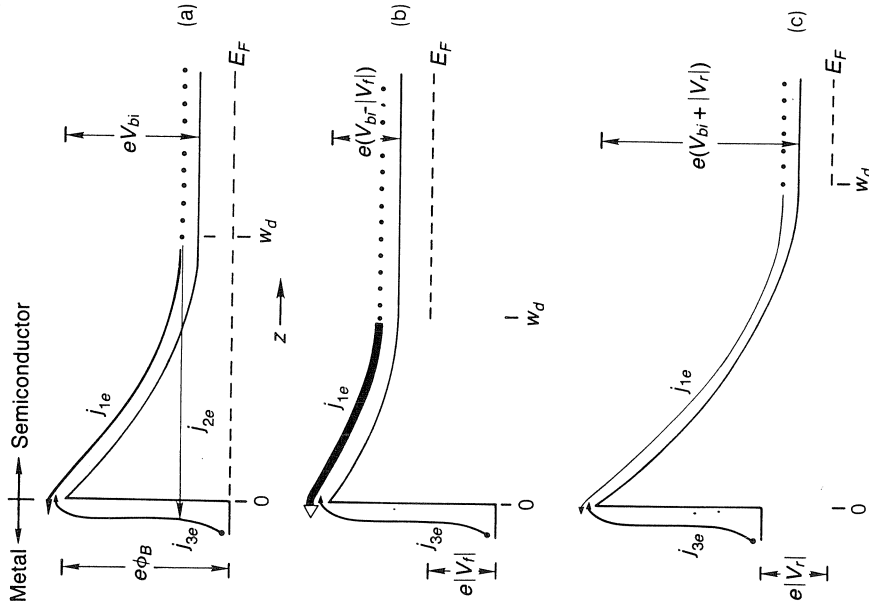 Metal Semiconductor
eϕ_B
j_1e
j_2e
j_3e
eV_bi
E_F
0
w_d
(a)
z
j_1e
j_3e
e|V_f|
e(V_bi-|V_f|)
E_F
0
w_d
(b)
j_1e
j_3e
e|V_r|
e(V_bi+|V_r|)
E_F
0
w_d
(c)